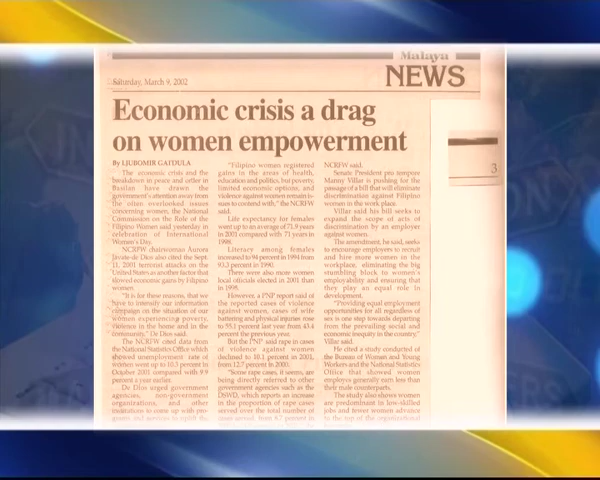 Malaya
NEWS
Saturday, March 9, 2002
3
Economic crisis a drag
on women empowerment
By LJUBOMIR GATDULA
The economic crisis and the
breakdown in peace and order in
Basilan have drawn the
government's attention away from
the often overlooked issues
concerning women, the National
Commission on the Role of the
Filipino Women said yesterday in
celebration of International
Women's Day.
NCRFW chairwoman Aurora
Javate-de Dios also cited the Sept.
11, 2001 terrorist attacks on the
United States as another factor that
slowed economic gains by Filipino
women.
"It is for these reasons, that we
have to intensify our information
campaign on the situation of our
women experiencing poverty,
violence in the home and in the
community," De Dios said.
The NCRFW cited data from
the National Statistics Office which
showed unemployment rate of
women went up to 10.3 percent in
October 2001 compared with 9.9
percent a year earlier.
De Dios urged government
agencies, non-government
organizations, and other
"Filipino women registered
gains in the areas of health,
education and politics, but poverty,
limited economic options, and
violence against women remain is-
sues to contend with," the NCRFW
said.
Life expectancy for females
went up to an average of 71.9 years
in 2001 compared with 71 years in
1998.
Literacy among females
increased to 94 percent in 1994 from
93.3 percent in 1990.
There were also more women
local officials elected in 2001 than
in 1998.
However, a PNP report said of
the reported cases of violence
against women, cases of wife
battering and physical injuries rose
to 55.1 percent last year from 43.4
percent the previous year.
But the PNP said rape in cases
of violence against women
declined to 10.1 percent in 2001,
from 12.7 percent in 2000.
"Some rape cases, it seems, are
being directly referred to other
government agencies such as the
DSWD, which reports an increase
in the proportion of rape cases
served over the total number of
NCRFW said.
Senate President pro tempore
Manny Villar is pushing for the
passage of a bill that will eliminate
discrimination against Filipino
women in the work place.
Villar said his bill seeks to
expand the scope of acts of
discrimination by an employer
against women.
This amendment, he said, seeks
to encourage employers to recruit
and hire more women in the
workplace, eliminating the big
stumbling block to women's
employability and ensuring that
they play an equal role in
development.
"Providing equal employment
opportunities for all regardless of
sex is one step towards departing
from the prevailing social and
economic inequity in the country,"
Villar said.
He cited a study conducted of
the Bureau of Women and Young
Workers and the National Statistics
Office that showed women
employes generally earn less than
their male counterparts.
The study also shows women
are predominant in low-skilled
jobs and fewer women advance
to the top of the organizational